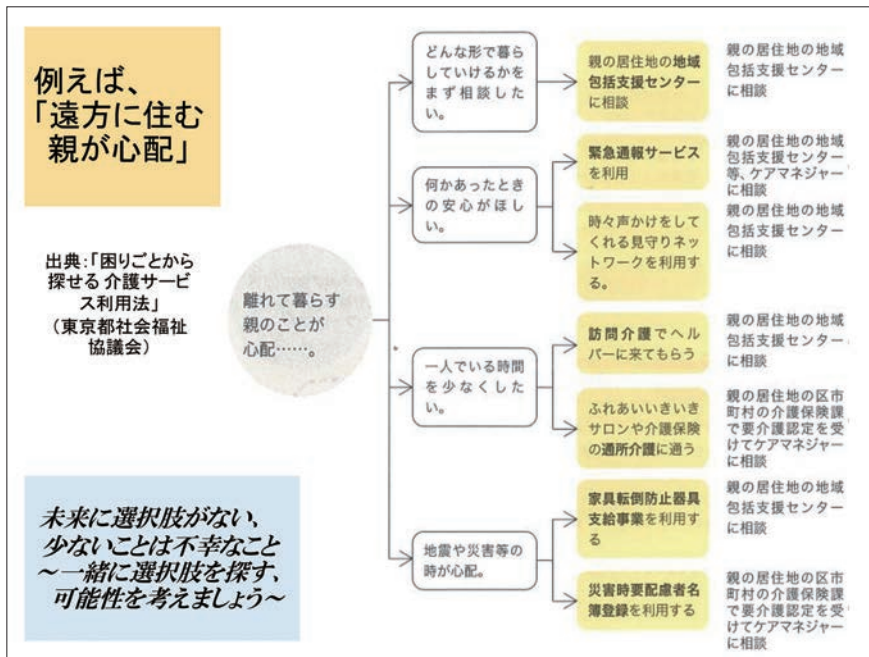 例えば、
「遠方に住む
親が心配」
出典:「困りごとから
探せる 介護サービ
ス利用法」
(東京都社会福祉
協議会)
離れて暮らす
親のことが
心配……。
未来に選択肢がない、
少ないことは不幸なこと
～一緒に選択肢を探す、
可能性を考えましょう～
どんな形で暮ら
していけるかを
まず相談した
い。
親の居住地の地域
包括支援センター
に相談
親の居住地の地域
包括支援センター
に相談
何かあったとき
の安心がほし
い。
緊急通報サービス
を利用
親の居住地の地域
包括支援センター
等、ケアマネジャー
に相談
時々声かけをして
くれる見守りネッ
トワークを利用す
る。
親の居住地の地域
包括支援センター
に相談
一人でいる時間
を少なくした
い。
訪問介護でヘル
パーに来てもらう
親の居住地の地域
包括支援センター
に相談
ふれあいいきいき
サロンや介護保険
の通所介護に通う
親の居住地の区市
町村の介護保険課
で要介護認定を受
けてケアマネジャー
に相談
地震や災害等の
時が心配。
家具転倒防止器具
支給事業を利用す
る
親の居住地の地域
包括支援センター
に相談
災害時要配慮者名
簿登録を利用する
親の居住地の区市
町村の介護保険課
で要介護認定を受
けてケアマネジャー
に相談